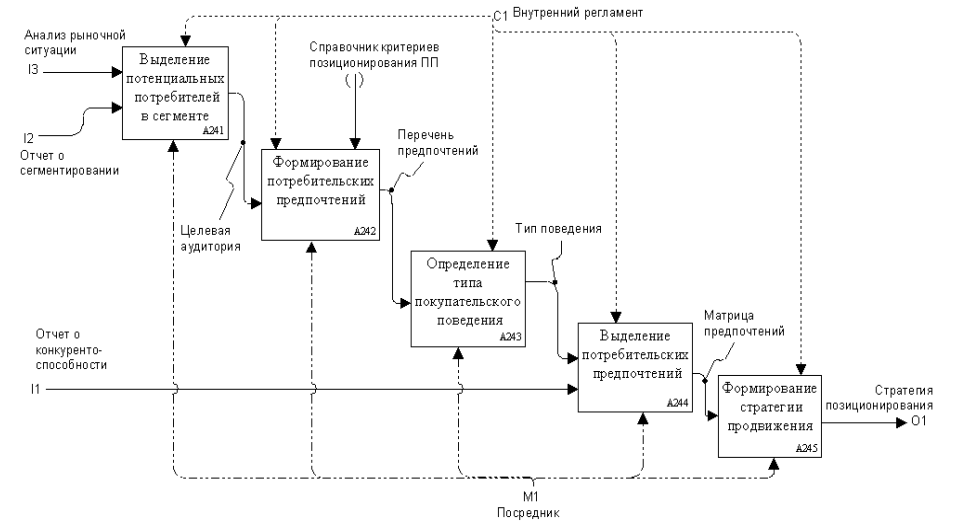 C1 Внутренний регламент
Анализ рыночной
ситуации
I3
Выделение
потенциальных
потребителей
в сегменте
A241
I2
Отчет о
сегментировании
Справочник критериев
позиционирования ПП
( )
Целевая
аудитория
Формирование
потребительских
предпочтений
A242
Перечень
предпочтений
Определение
типа
покупательского
поведения
A243
Тип поведения
Отчет о
конкуренто-
способности
I1
Выделение
потребительских
предпочтений
A244
Матрица
предпочтений
Формирование
стратегии
продвижения
A245
Стратегия
позиционирования
O1
M1
Посредник